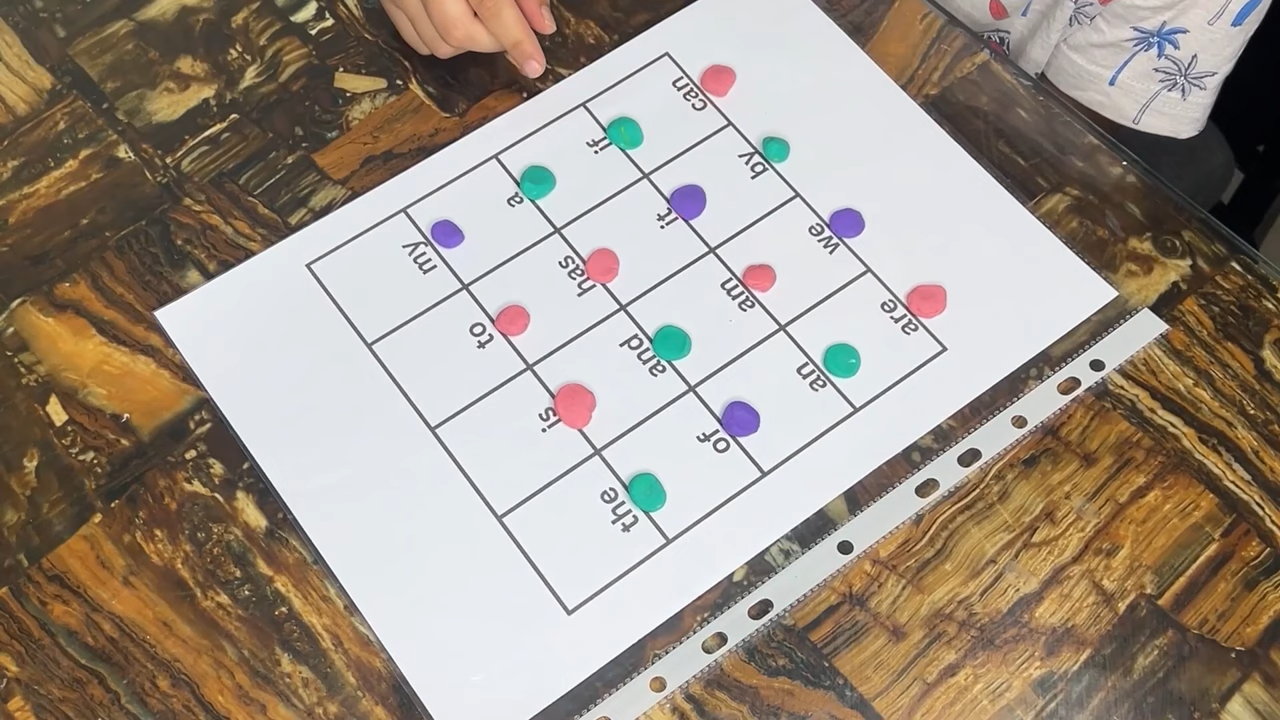 the is to my
of and has a
an am it if
are we by can